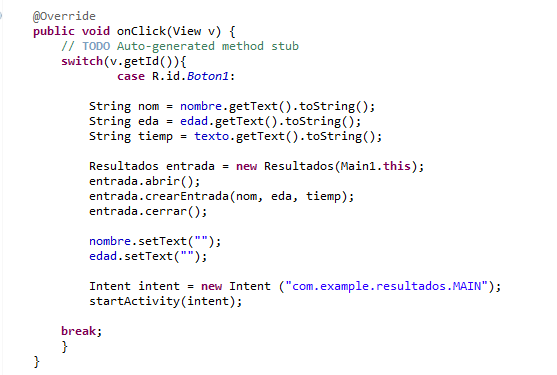 @Override
public void onClick(View v) {
    // TODO Auto-generated method stub
    switch(v.getId()){
            case R.id.Boton1:

        String nom = nombre.getText().toString();
        String eda = edad.getText().toString();
        String tiemp = texto.getText().toString();

        Resultados entrada = new Resultados(Main1.this);
        entrada.abrir();
        entrada.crearEntrada(nom, eda, tiemp);
        entrada.cerrar();

        nombre.setText("");
        edad.setText("");

        Intent intent = new Intent ("com.example.resultados.MAIN");
        startActivity(intent);

    break;
    }
}